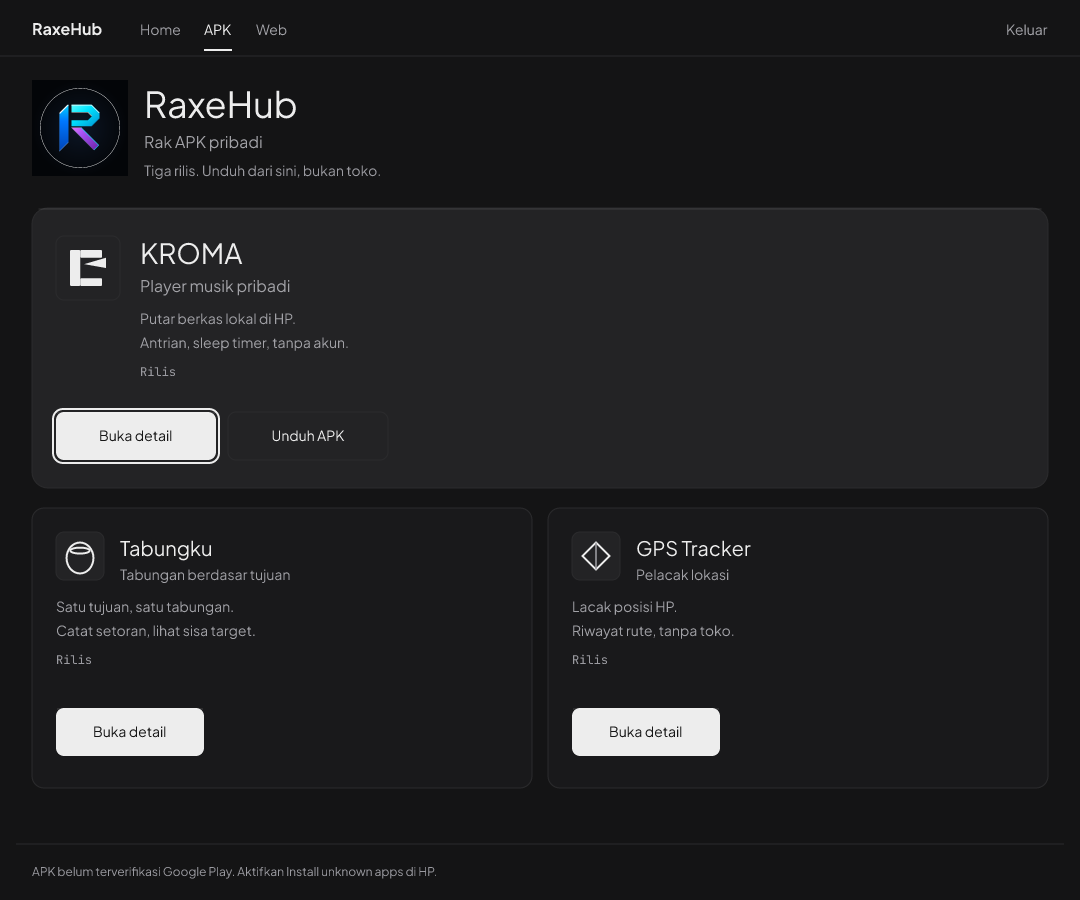 RaxeHub
Home
APK
Web
Keluar
RaxeHub
Rak APK pribadi
Tiga rilis. Unduh dari sini, bukan toko.
KROMA
Player musik pribadi
Putar berkas lokal di HP.
Antrian, sleep timer, tanpa akun.
Rilis
Buka detail
Unduh APK
Tabungku
Tabungan berdasar tujuan
Satu tujuan, satu tabungan.
Catat setoran, lihat sisa target.
Rilis
Buka detail
GPS Tracker
Pelacak lokasi
Lacak posisi HP.
Riwayat rute, tanpa toko.
Rilis
Buka detail
APK belum terverifikasi Google Play. Aktifkan Install unknown apps di HP.